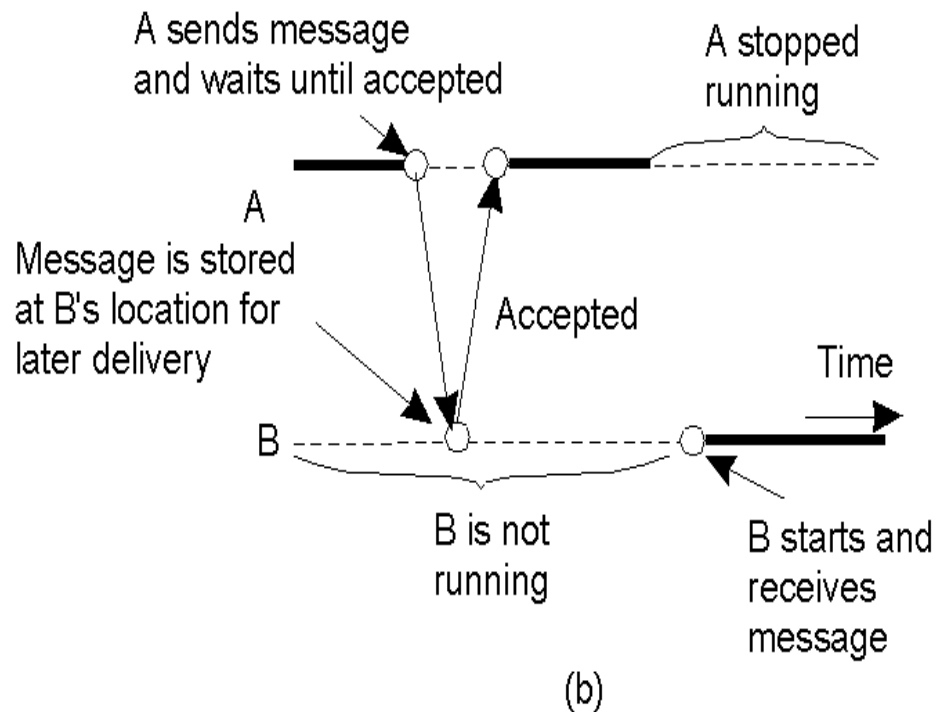 A sends message
and waits until accepted
A stopped
running
A
Message is stored
at B's location for
later delivery
Accepted
Time
B
B is not
running
B starts and
receives
message
(b)